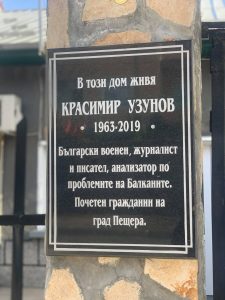 В този дом живя
КРАСИМИР УЗУНОВ
· 1963-2019 ·
Български военен, журналист
и писател, анализатор по
проблемите на Балканите.
Почетен гражданин на
град Пещера.